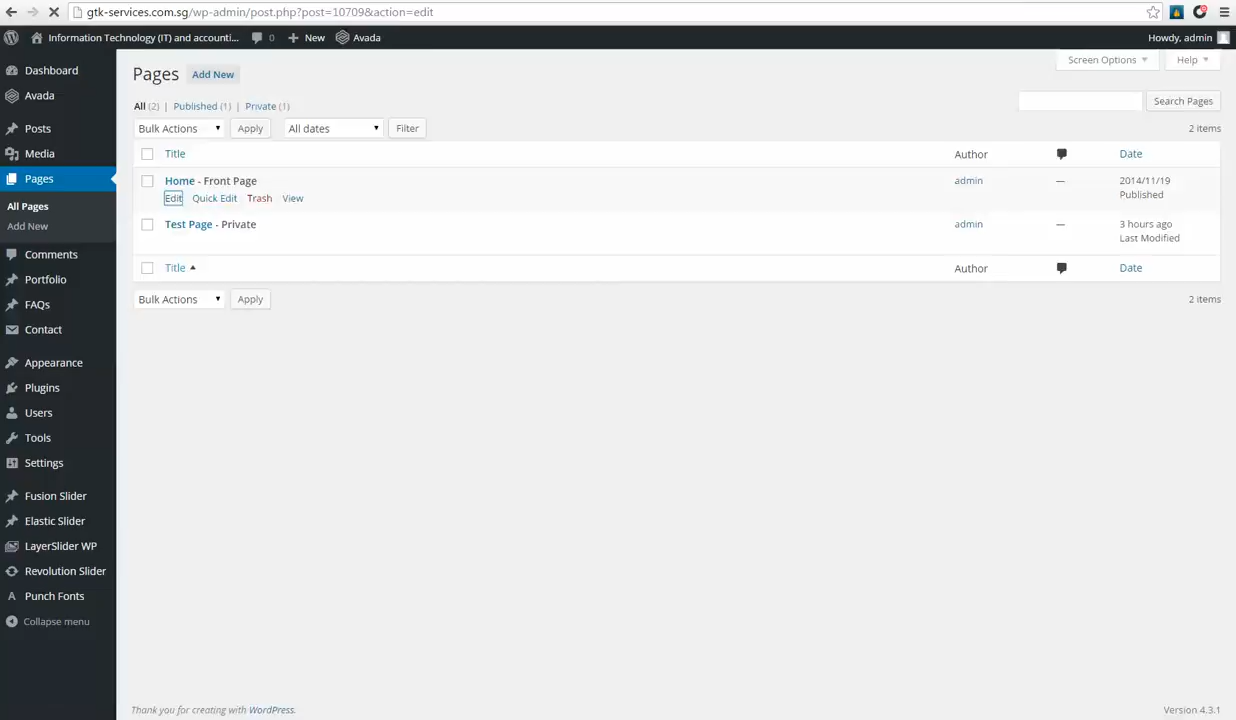 gtk-services.com.sg/wp-admin/post.php?post=10709&action=edit
Information Technology (IT) and accounti... 0 New Avada Howdy, admin
Screen Options Help
Dashboard
Avada
Posts
Media
Pages
All Pages
Add New
Comments
Portfolio
FAQs
Contact
Appearance
Plugins
Users
Tools
Settings
Fusion Slider
Elastic Slider
LayerSlider WP
Revolution Slider
Punch Fonts
Collapse menu
Pages Add New
All (2) | Published (1) | Private (1)
Search Pages
Bulk Actions Apply All dates Filter
2 items
Title Author Date
Home - Front Page admin — 2014/11/19
Published
Edit Quick Edit Trash View
Test Page - Private admin — 3 hours ago
Last Modified
Title Author Date
Bulk Actions Apply
2 items
Thank you for creating with WordPress.
Version 4.3.1